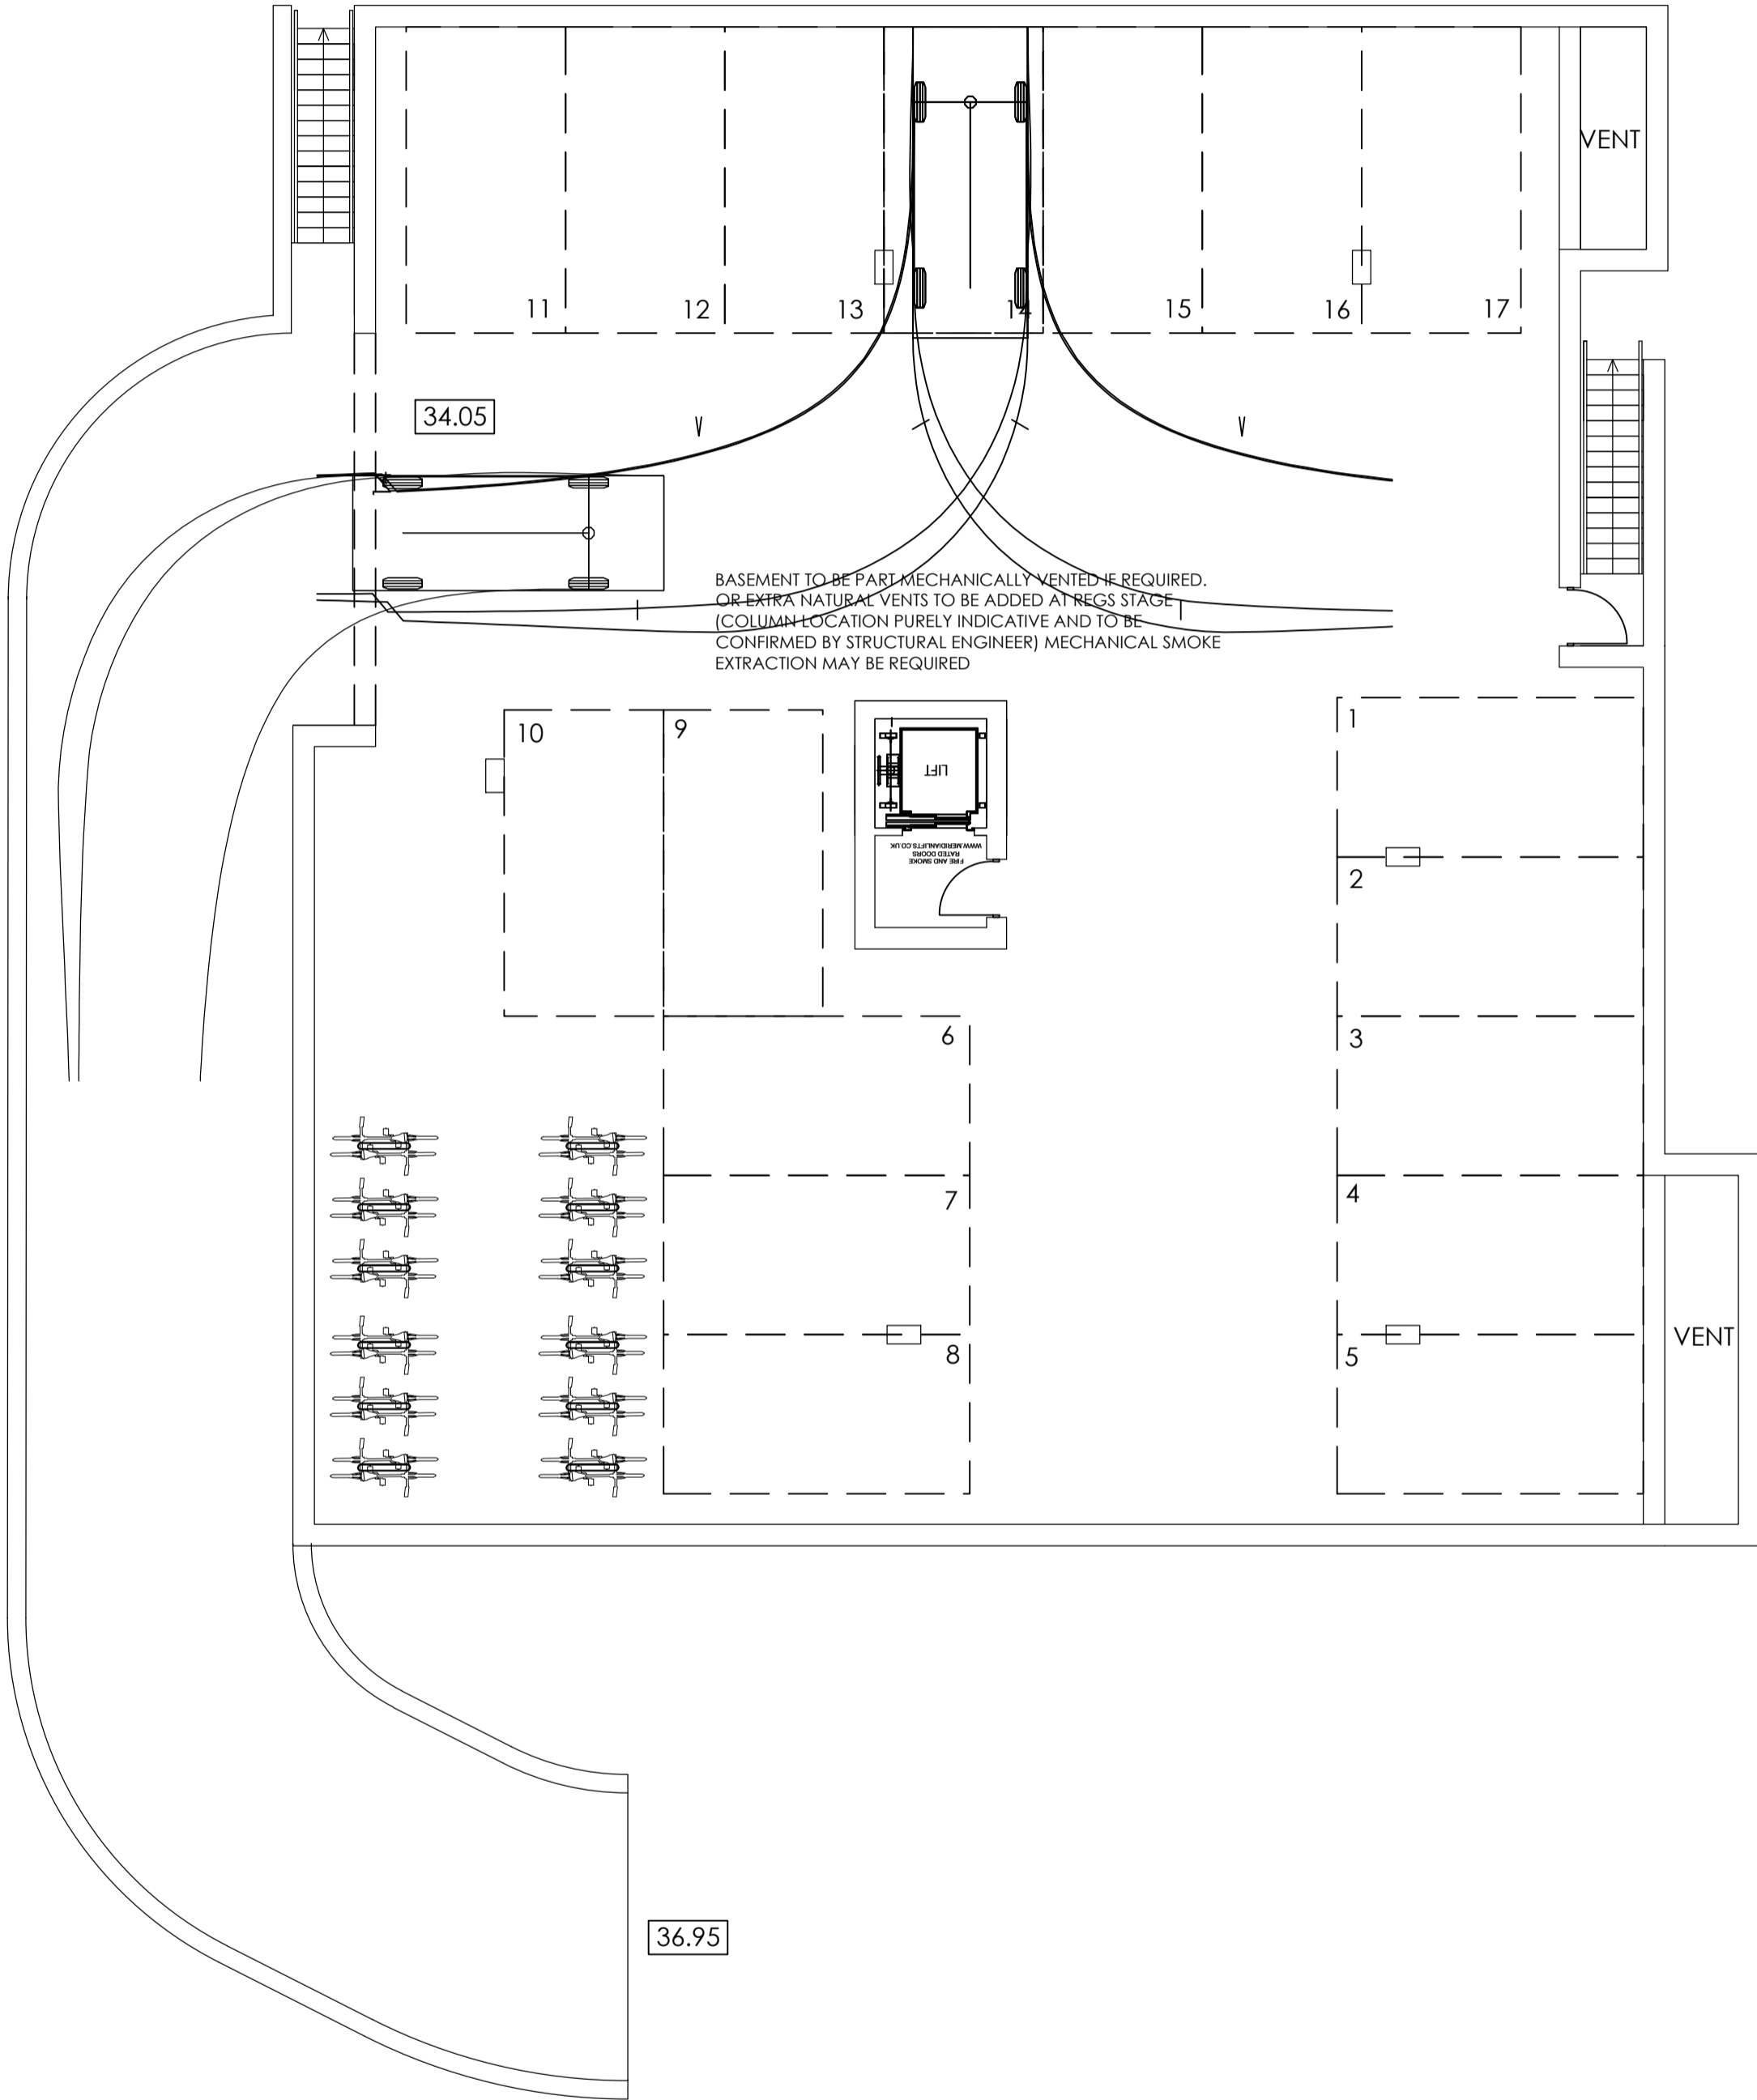 VENT
11
12
13
14
15
16
17
34.05
BASEMENT TO BE PART MECHANICALLY VENTED IF REQUIRED.
OR EXTRA NATURAL VENTS TO BE ADDED AT REGS STAGE
(COLUMN LOCATION PURELY INDICATIVE AND TO BE
CONFIRMED BY STRUCTURAL ENGINEER) MECHANICAL SMOKE
EXTRACTION MAY BE REQUIRED
10
9
1
LIFT
FIRE AND SMOKE
RATED DOORS
WWW.MERIDIANLIFTS.CO.UK
2
6
3
7
4
8
5
VENT
36.95